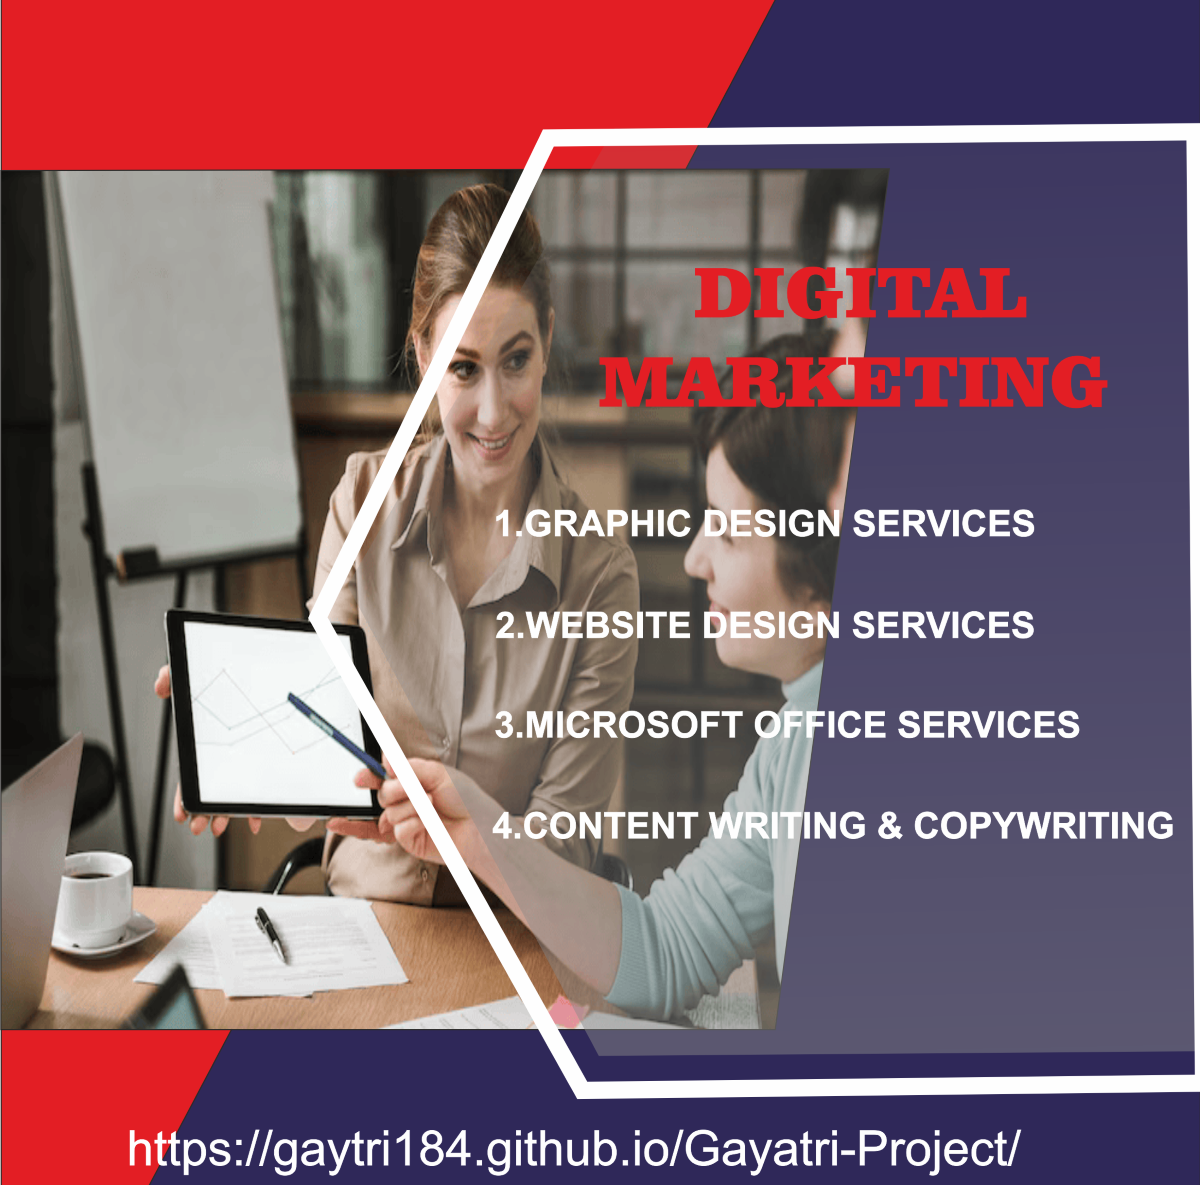 DIGITAL
MARKETING
1.GRAPHIC DESIGN SERVICES
2.WEBSITE DESIGN SERVICES
3.MICROSOFT OFFICE SERVICES
4.CONTENT WRITING & COPYWRITING
https://gaytri184.github.io/Gayatri-Project/